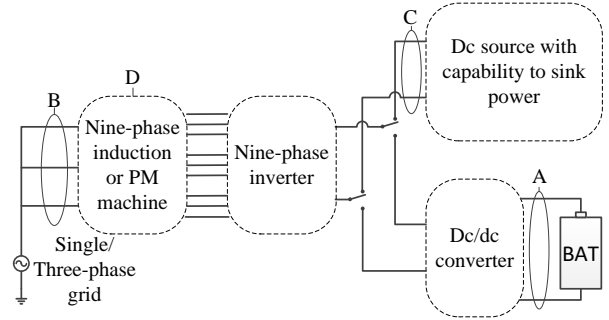 C
Dc source with
capability to sink
power
D
B
Nine-phase
induction
or PM
machine
Nine-phase
inverter
A
Single/
Three-phase
grid
Dc/dc
converter
BAT